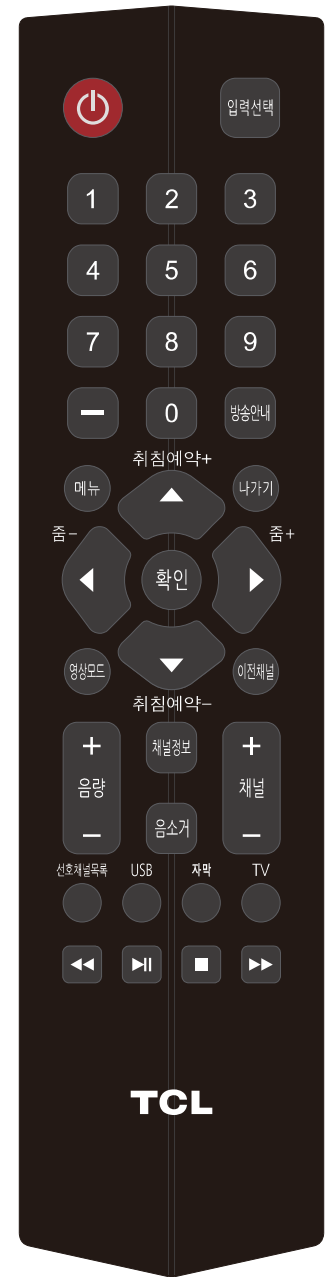 입력선택
1 2 3
4 5 6
7 8 9
0 방송안내
취침예약+
메뉴 나가기
줌- 줌+
확인
영상모드 이전채널
취침예약-
+ 채널정보 +
음량 채널
- 음소거 -
선호채널목록 USB 자막 TV
TCL